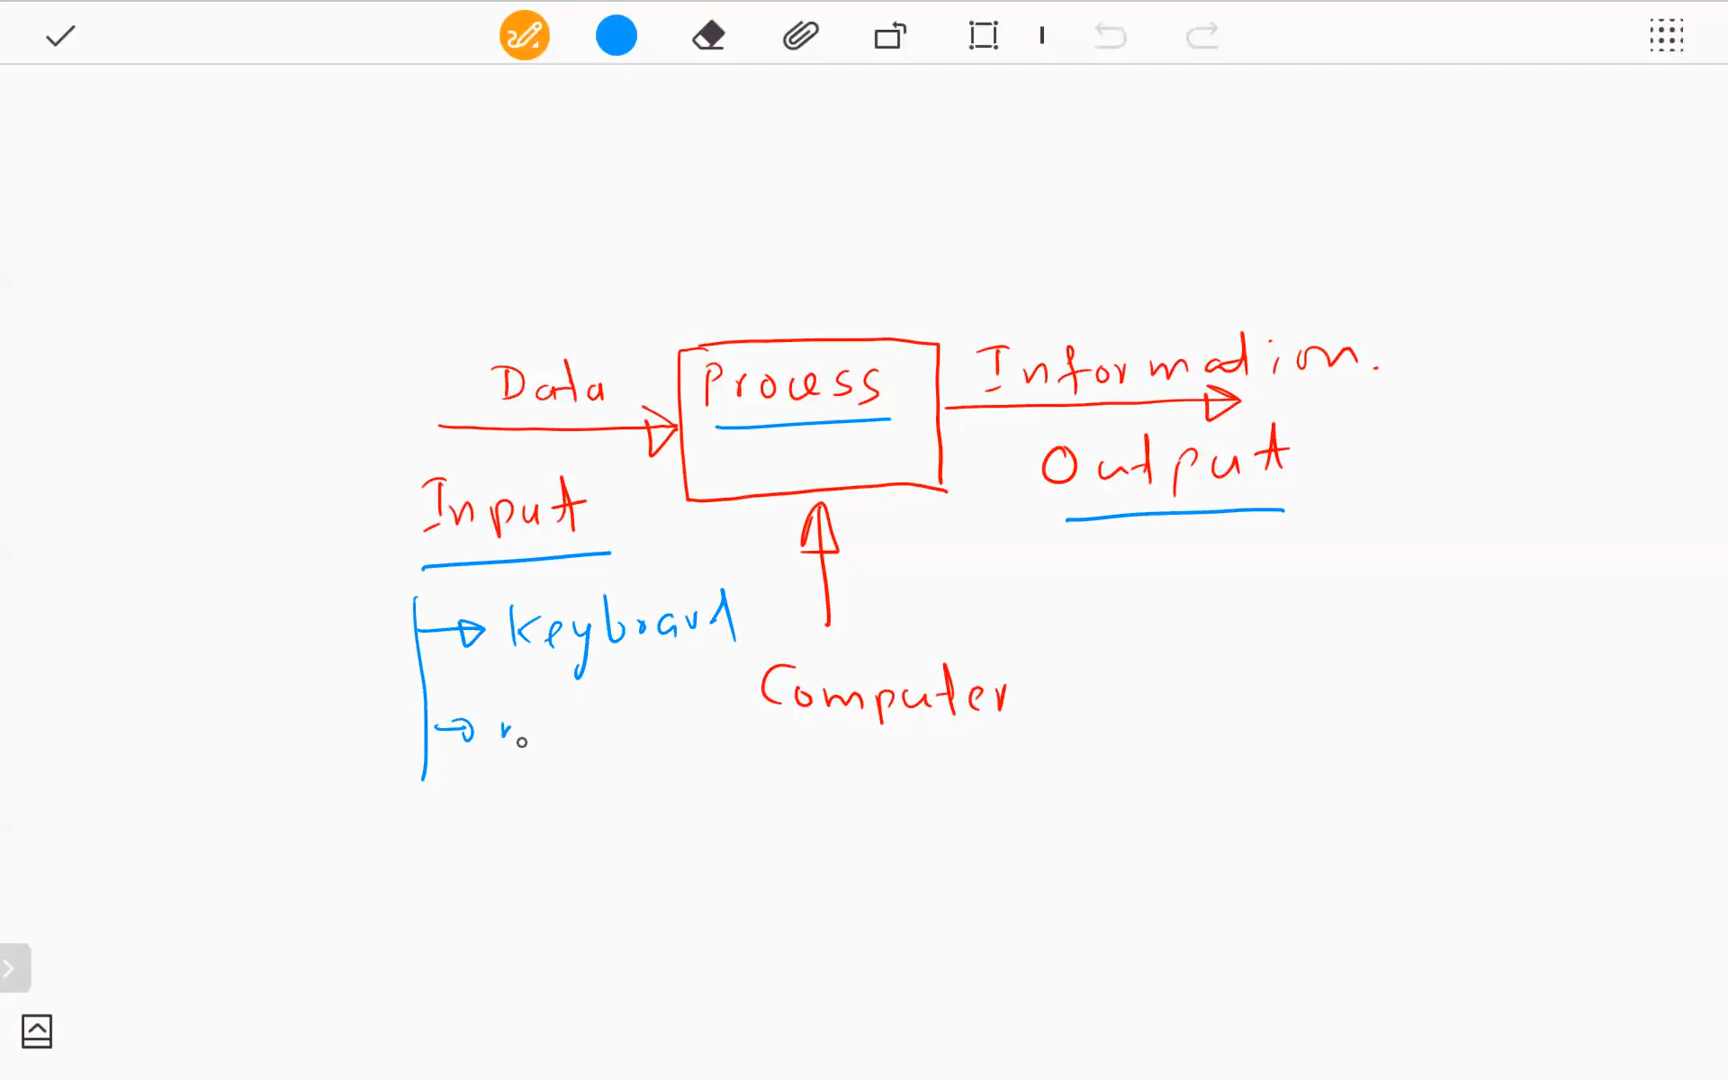 Data
Process
Information.
Input
Output
Keyboard
Computer